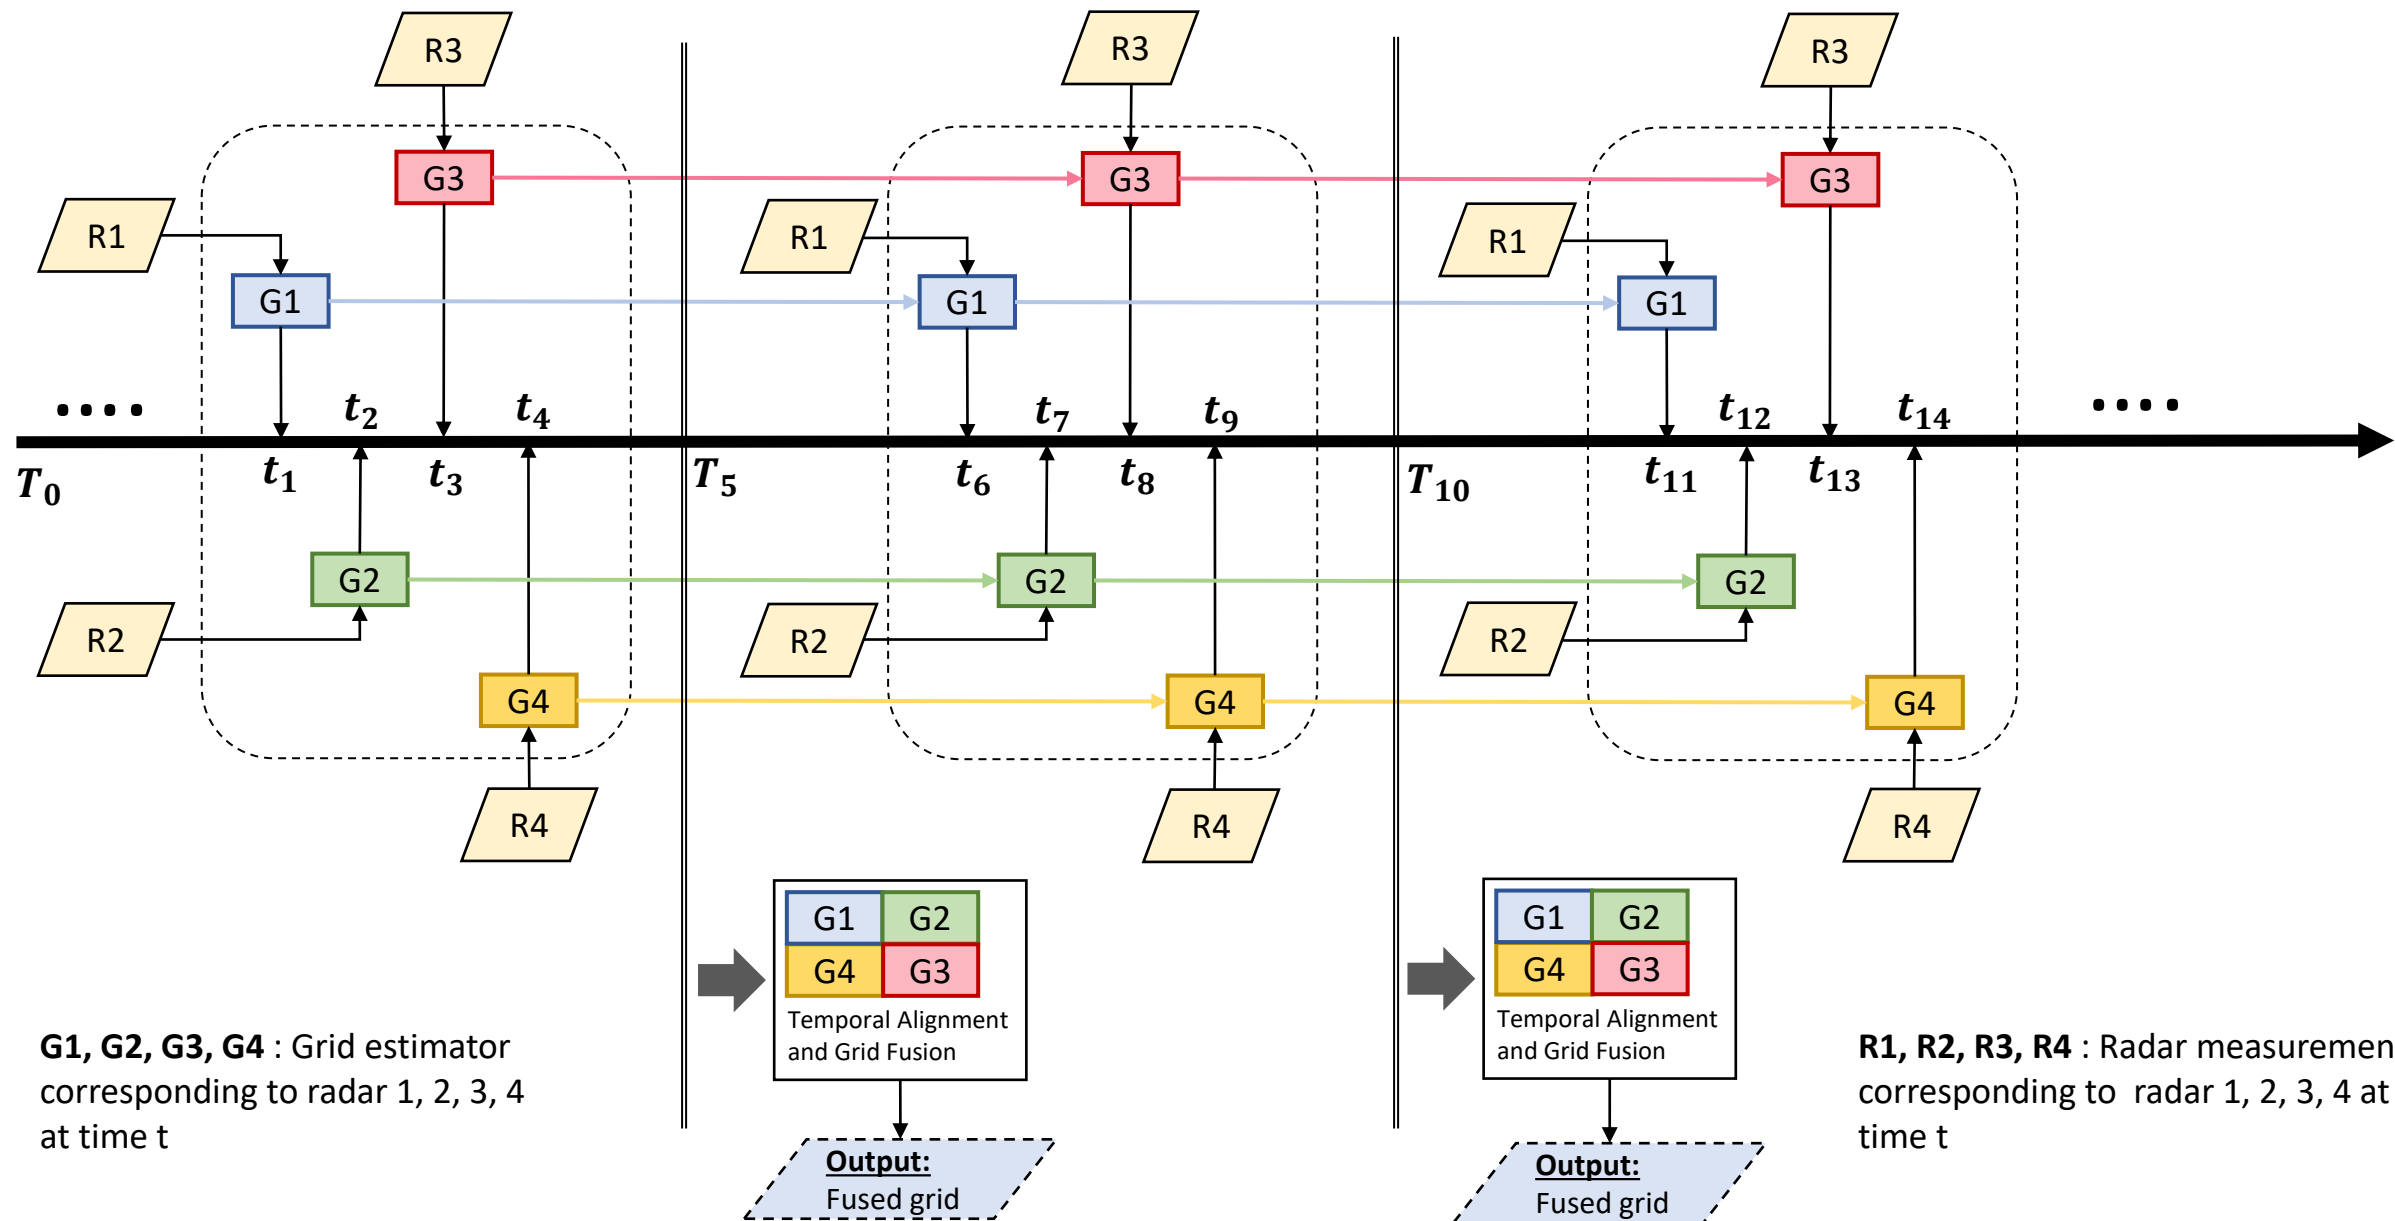 R3
R3
R3
G3
G3
G3
R1
R1
R1
G1
G1
G1
....
t2
t4
t7
t9
t12
t14
....
T0
t1
t3
T5
t6
t8
T10
t11
t13
G2
G2
G2
R2
R2
R2
G4
G4
G4
R4
R4
R4
G1 G2
G4 G3
Temporal Alignment
and Grid Fusion
Output:
Fused grid
G1 G2
G4 G3
Temporal Alignment
and Grid Fusion
Output:
Fused grid
G1, G2, G3, G4 : Grid estimator
corresponding to radar 1, 2, 3, 4
at time t
R1, R2, R3, R4 : Radar measuremen
corresponding to radar 1, 2, 3, 4 at
time t